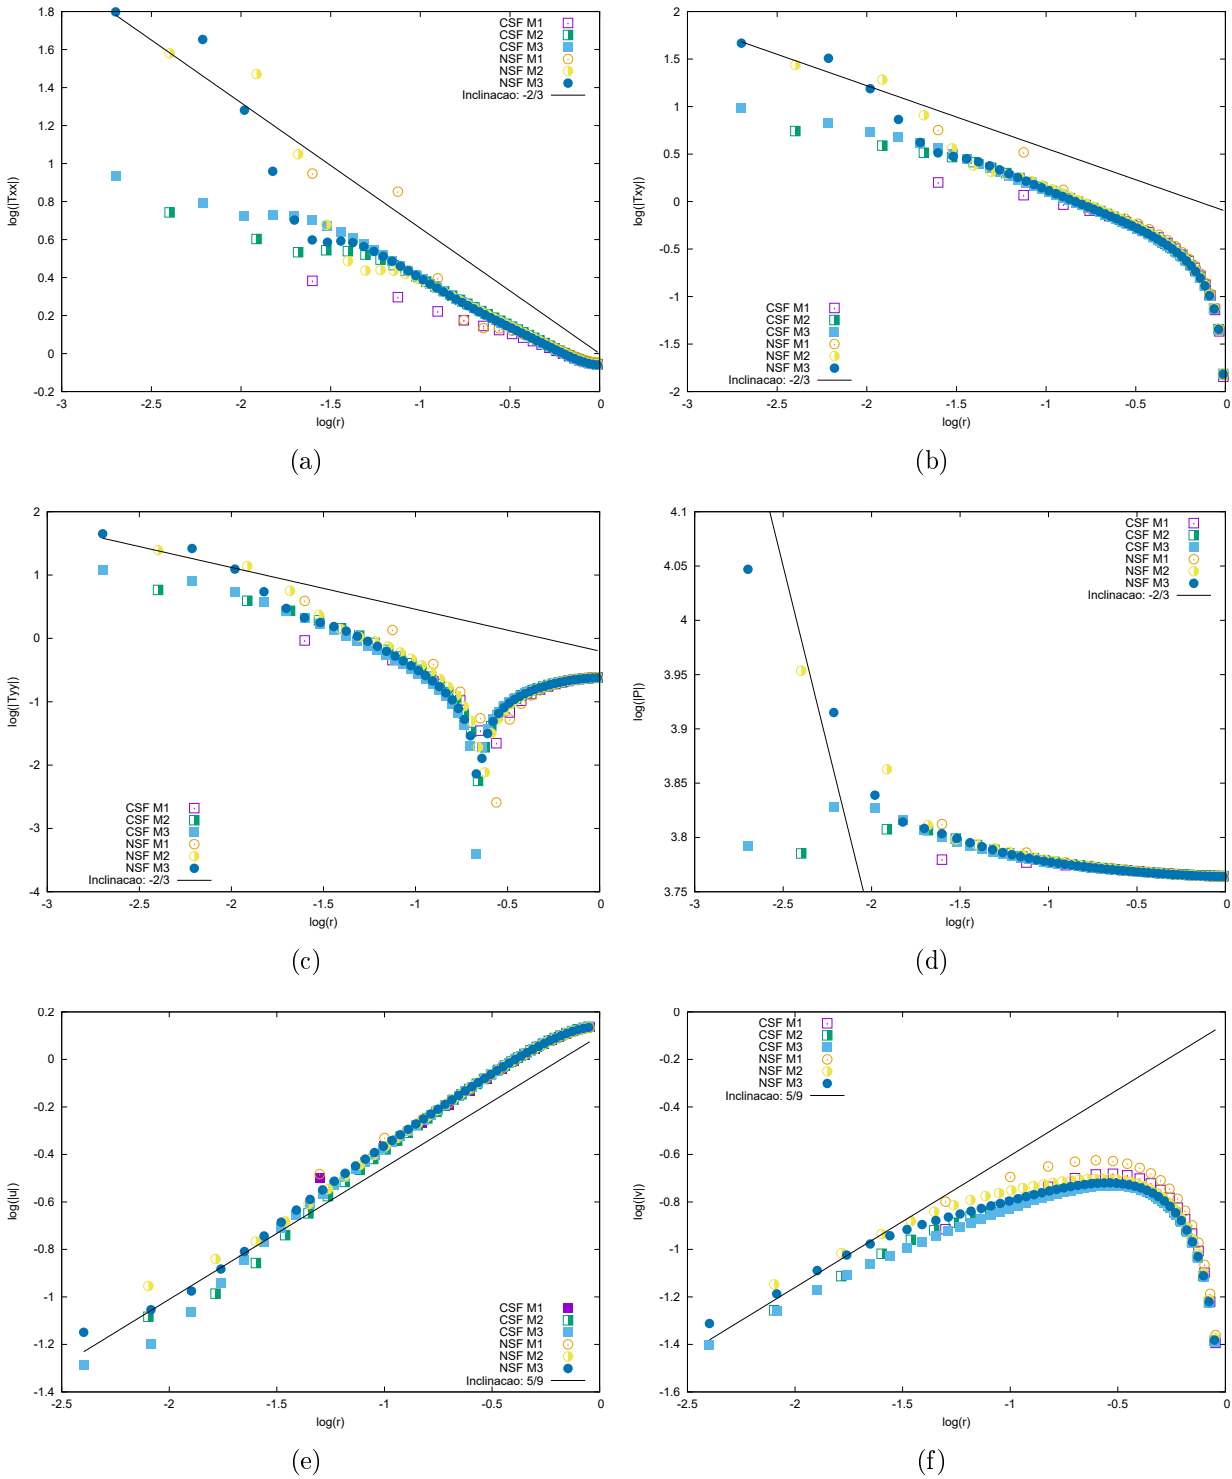 1.8
1.6
1.4
1.2
1
0.8
0.6
0.4
0.2
0
-0.2
-3
-2.5
-2
-1.5
-1
-0.5
0
log(|Txx|)
log(r)
CSF M1
CSF M2
CSF M3
NSF M1
NSF M2
NSF M3
Inclinacao: -2/3
(a)
2
1.5
1
0.5
0
-0.5
-1
-1.5
-2
-3
-2.5
-2
-1.5
-1
-0.5
0
log(|Txy|)
log(r)
CSF M1
CSF M2
CSF M3
NSF M1
NSF M2
NSF M3
Inclinacao: -2/3
(b)
2
1
0
-1
-2
-3
-4
-3
-2.5
-2
-1.5
-1
-0.5
0
log(|Tyy|)
log(r)
CSF M1
CSF M2
CSF M3
NSF M1
NSF M2
NSF M3
Inclinacao: -2/3
(c)
4.1
4.05
4
3.95
3.9
3.85
3.8
3.75
-3
-2.5
-2
-1.5
-1
-0.5
0
log(|P|)
log(r)
CSF M1
CSF M2
CSF M3
NSF M1
NSF M2
NSF M3
Inclinacao: -2/3
(d)
0.2
0
-0.2
-0.4
-0.6
-0.8
-1
-1.2
-1.4
-2.5
-2
-1.5
-1
-0.5
0
log(|u|)
log(r)
CSF M1
CSF M2
CSF M3
NSF M1
NSF M2
NSF M3
Inclinacao: 5/9
(e)
0
-0.2
-0.4
-0.6
-0.8
-1
-1.2
-1.4
-1.6
-2.5
-2
-1.5
-1
-0.5
0
log(|v|)
log(r)
CSF M1
CSF M2
CSF M3
NSF M1
NSF M2
NSF M3
Inclinacao: 5/9
(f)